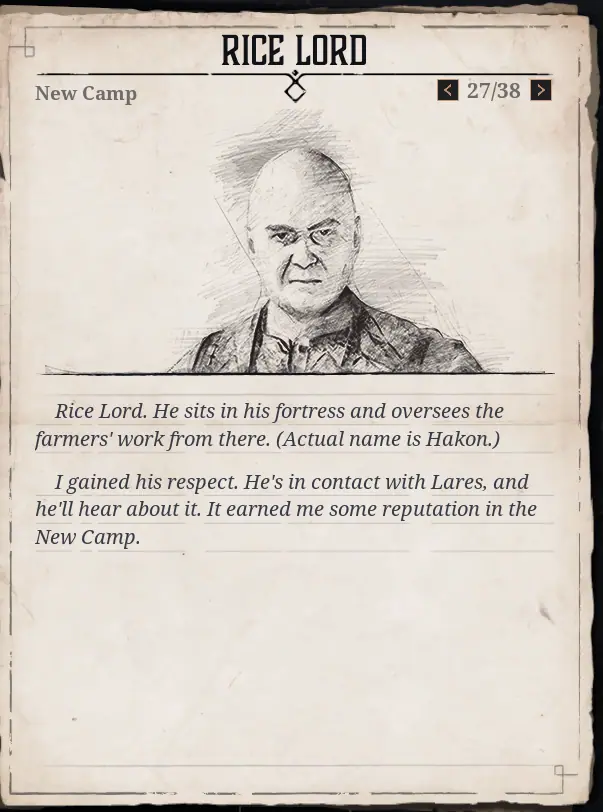 RICE LORD
New Camp
< 27/38 >
Rice Lord. He sits in his fortress and oversees the
farmers' work from there. (Actual name is Hakon.)
I gained his respect. He's in contact with Lares, and
he'll hear about it. It earned me some reputation in the
New Camp.